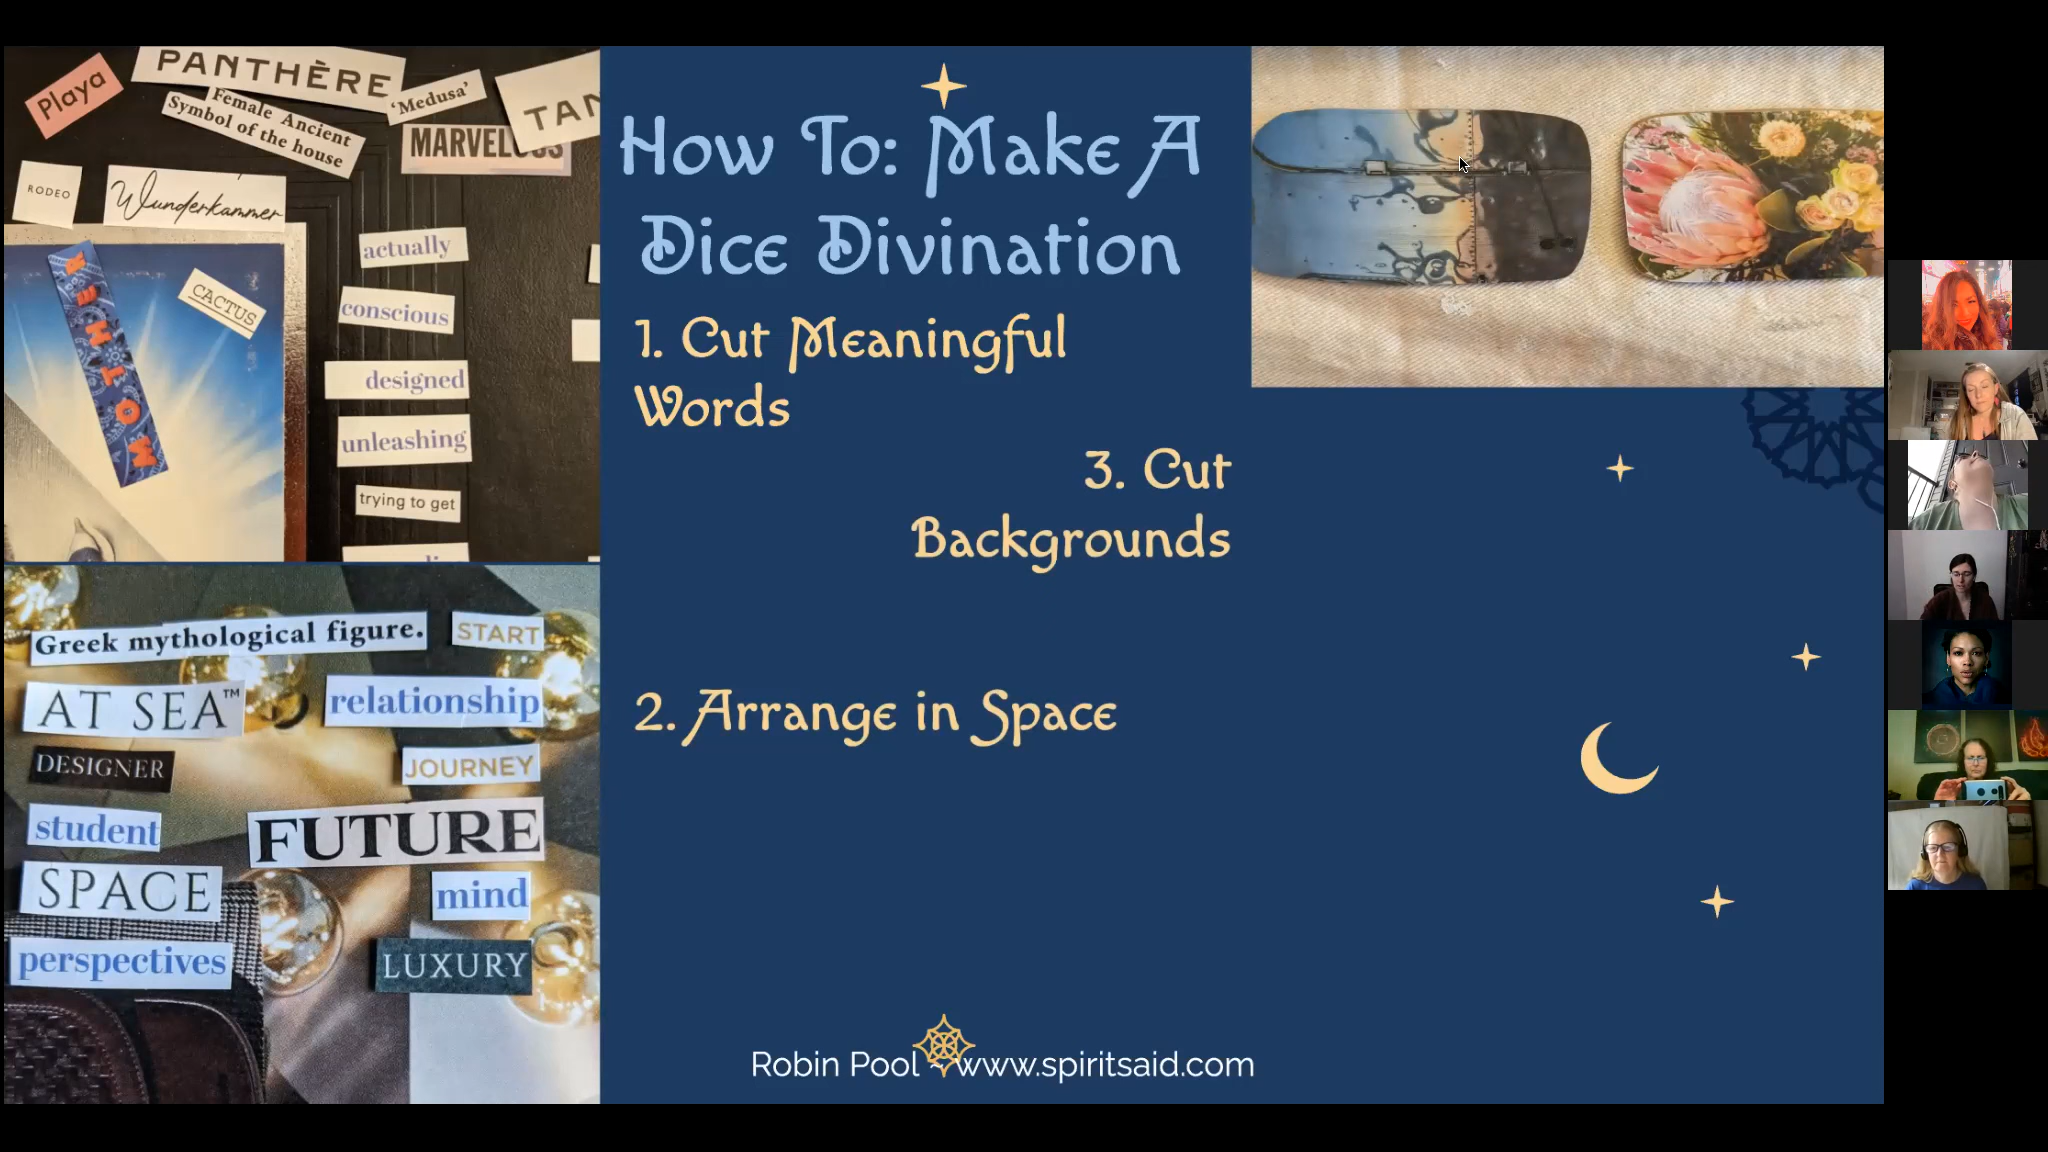 Playa
PANTHÈRE
Female Ancient
Symbol of the house
'Medusa'
MARVELOUS
TAN
RODEO
Wunderkammer
actually
CACTUS
MOTHER
conscious
designed
unleashing
trying to get
Greek mythological figure.
START
AT SEA™
relationship
DESIGNER
JOURNEY
student
FUTURE
SPACE
mind
perspectives
LUXURY
How To: Make A
Dice Divination
1. Cut Meaningful
Words
3. Cut
Backgrounds
2. Arrange in Space
Robin Pool ~ www.spiritsaid.com